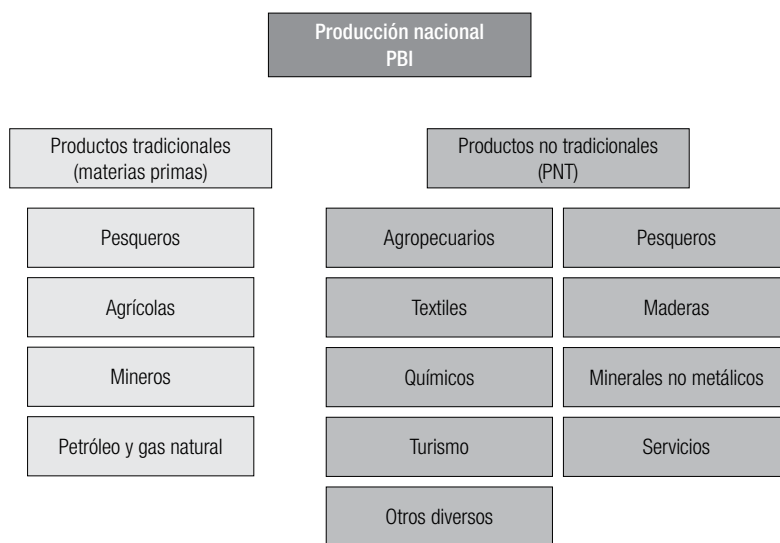 Producción nacional
PBI
Productos tradicionales
(materias primas)
Pesqueros
Agrícolas
Mineros
Petróleo y gas natural
Productos no tradicionales
(PNT)
Agropecuarios
Pesqueros
Textiles
Maderas
Químicos
Minerales no metálicos
Turismo
Servicios
Otros diversos